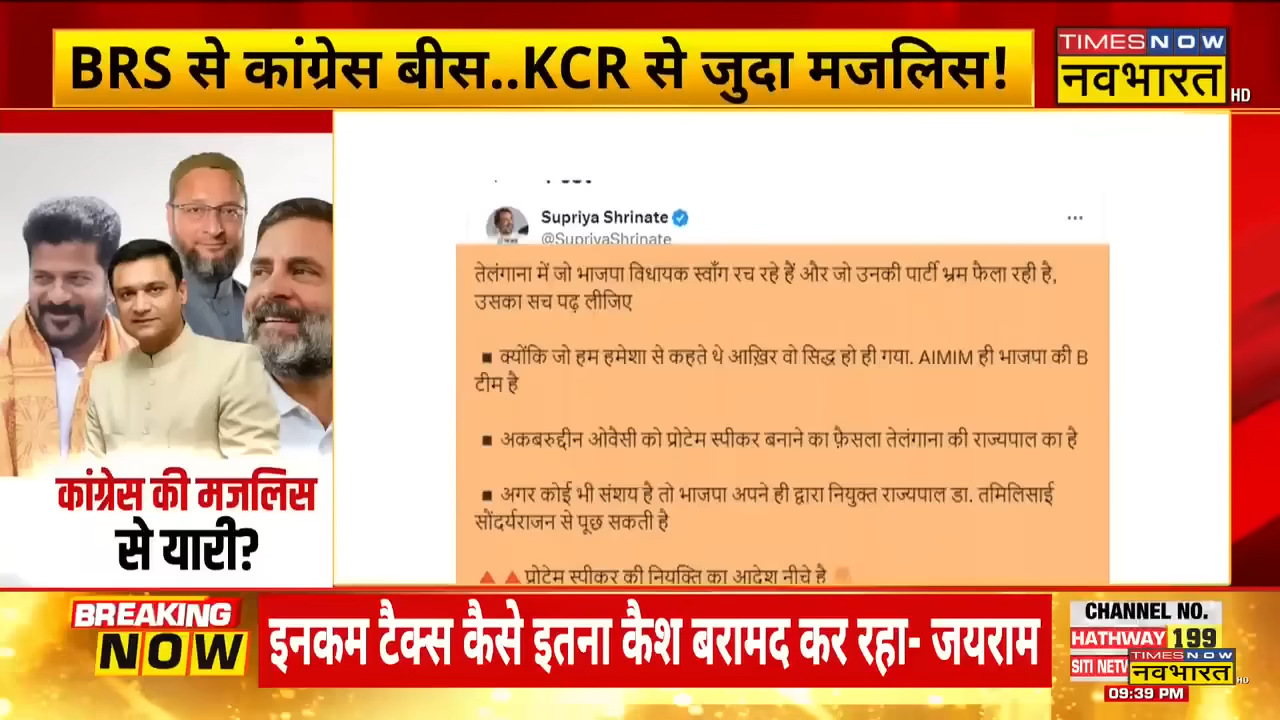 BRS से कांग्रेस बीस..KCR से जुदा मजलिस!
TIMES NOW
नवभारत
HD
Supriya Shrinate
@SupriyaShrinate
तेलंगाना में जो भाजपा विधायक स्वाँग रच रहे हैं और जो उनकी पार्टी भ्रम फैला रही है,
उसका सच पढ़ लीजिए
▪️क्योंकि जो हम हमेशा से कहते थे आख़िर वो सिद्ध हो ही गया. AIMIM ही भाजपा की B
टीम है
▪️अकबरुद्दीन ओवैसी को प्रोटेम स्पीकर बनाने का फ़ैसला तेलंगाना की राज्यपाल का है
▪️अगर कोई भी संशय है तो भाजपा अपने ही द्वारा नियुक्त राज्यपाल डा. तमिलिसाई
सौंदर्यराजन से पूछ सकती है
🔺🔺प्रोटेम स्पीकर की नियुक्ति का आदेश नीचे है
कांग्रेस की मजलिस
से यारी?
BREAKING
NOW
इनकम टैक्स कैसे इतना कैश बरामद कर रहा- जयराम
CHANNEL NO.
HATHWAY 199
SITI NETW
TIMES NOW
नवभारत
HD
09:39 PM